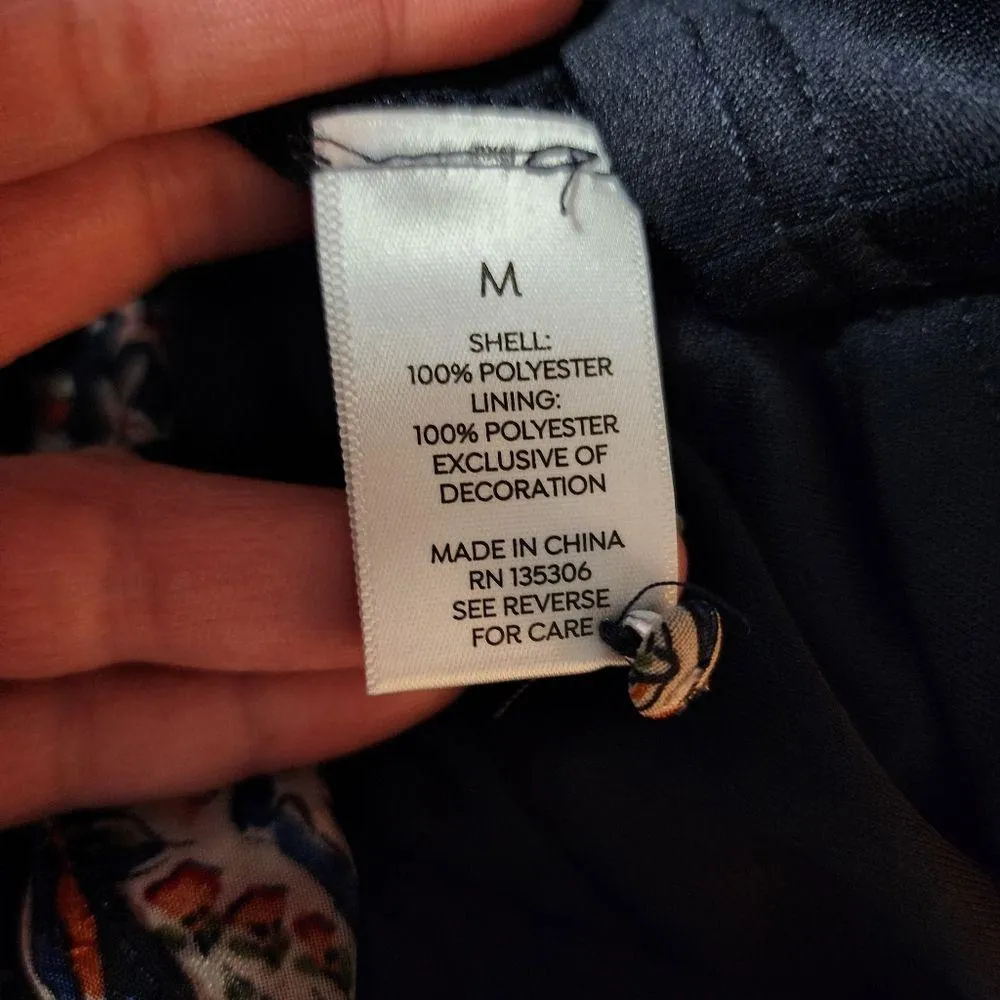 M
SHELL:
100% POLYESTER
LINING:
100% POLYESTER
EXCLUSIVE OF
DECORATION
MADE IN CHINA
RN 135306
SEE REVERSE
FOR CARE